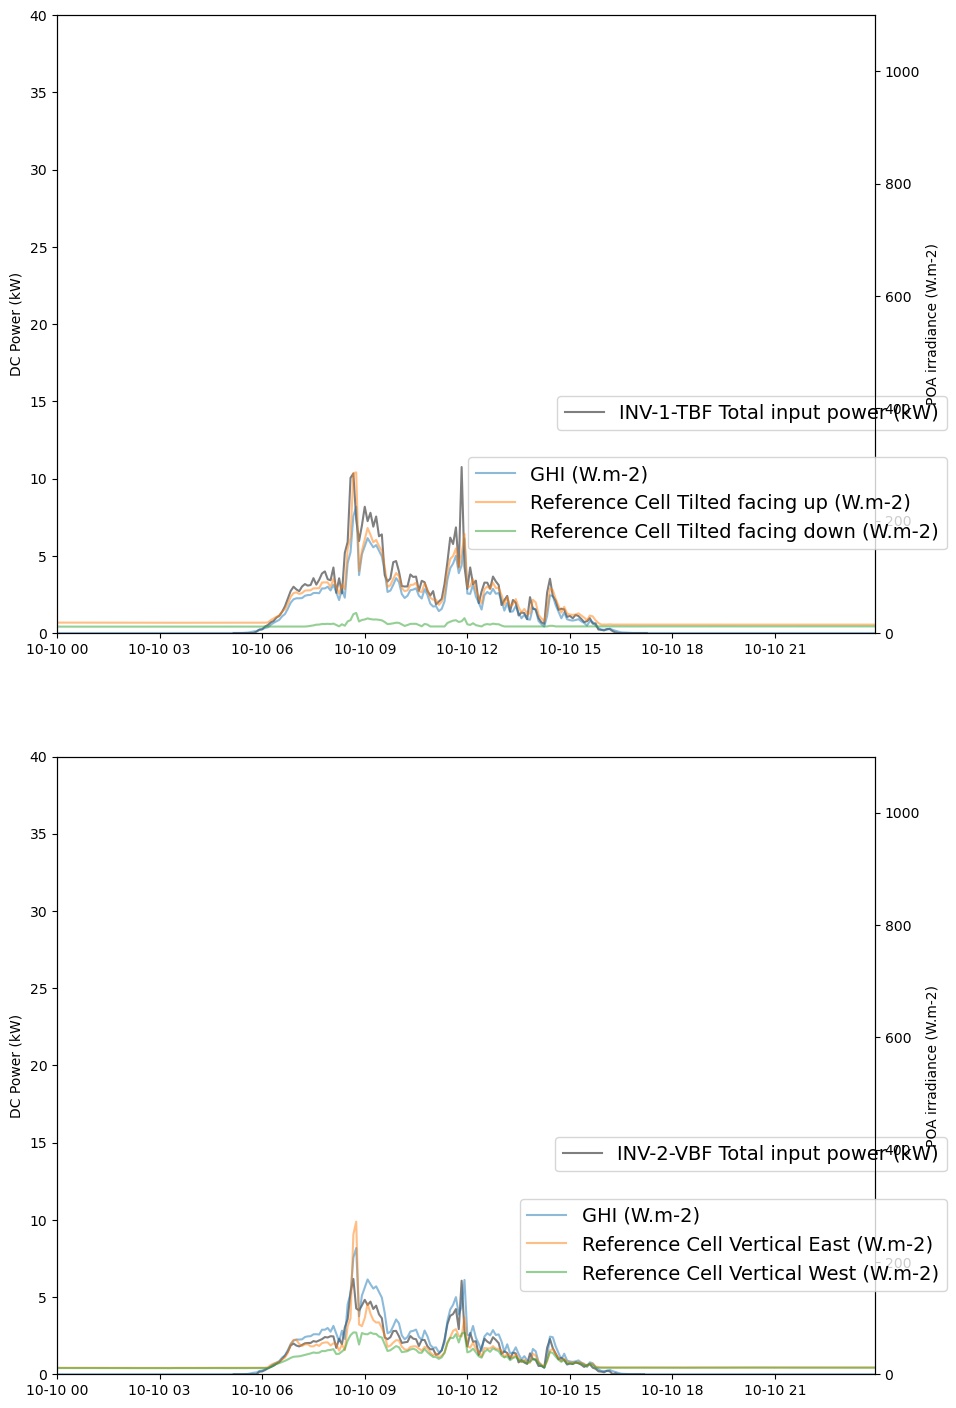 40
35
30
25
20
15
10
5
0
DC Power (kW)
1000
800
600
400
200
0
POA irradiance (W.m-2)
INV-1-TBF Total input power (kW)
GHI (W.m-2)
Reference Cell Tilted facing up (W.m-2)
Reference Cell Tilted facing down (W.m-2)
10-10 00 10-10 03 10-10 06 10-10 09 10-10 12 10-10 15 10-10 18 10-10 21
40
35
30
25
20
15
10
5
0
DC Power (kW)
1000
800
600
400
200
0
POA irradiance (W.m-2)
INV-2-VBF Total input power (kW)
GHI (W.m-2)
Reference Cell Vertical East (W.m-2)
Reference Cell Vertical West (W.m-2)
10-10 00 10-10 03 10-10 06 10-10 09 10-10 12 10-10 15 10-10 18 10-10 21